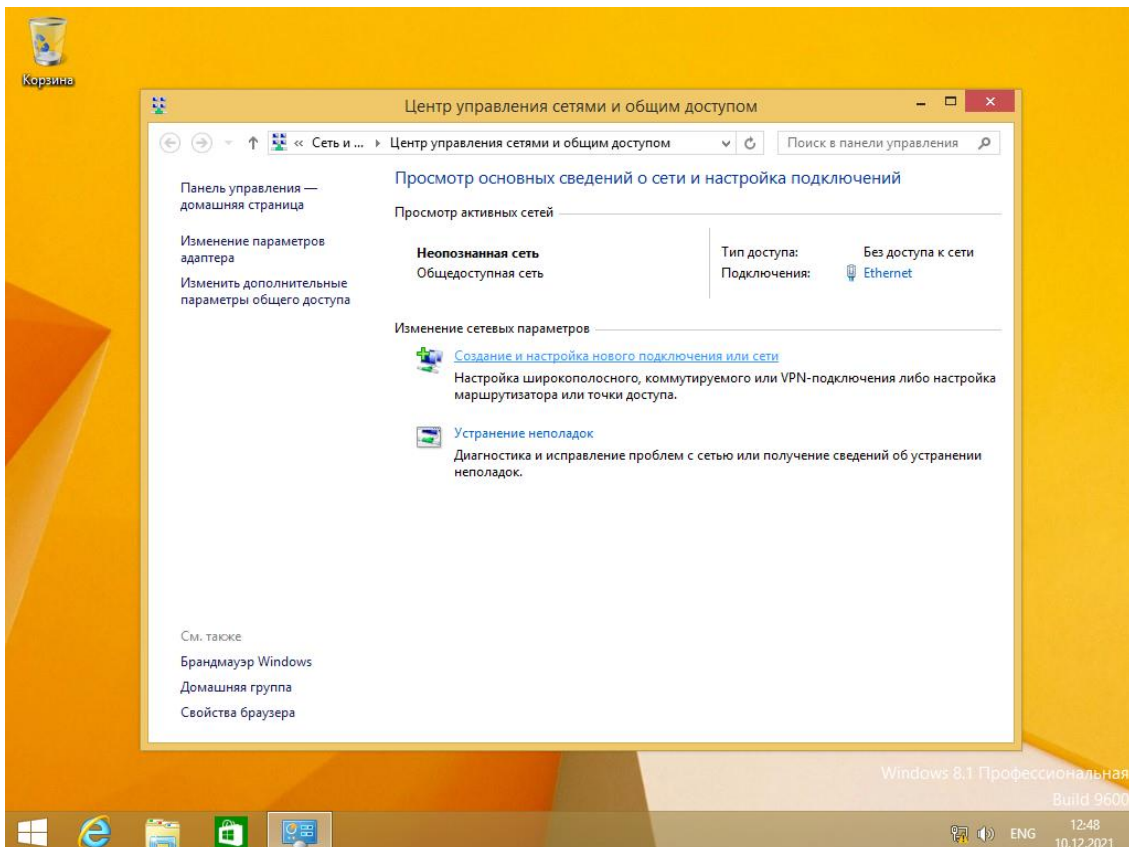 Корзина
Центр управления сетями и общим доступом
« Сеть и ... Центр управления сетями и общим доступом
Поиск в панели управления
Панель управления —
домашняя страница
Изменение параметров
адаптера
Изменить дополнительные
параметры общего доступа
Просмотр основных сведений о сети и настройка подключений
Просмотр активных сетей
Неопознанная сеть
Общедоступная сеть
Тип доступа: Без доступа к сети
Подключения: Ethernet
Изменение сетевых параметров
Создание и настройка нового подключения или сети
Настройка широкополосного, коммутируемого или VPN-подключения либо настройка
маршрутизатора или точки доступа.
Устранение неполадок
Диагностика и исправление проблем с сетью или получение сведений об устранении
неполадок.
См. также
Брандмауэр Windows
Домашняя группа
Свойства браузера
Windows 8.1 Профессиональная
Build 9600
ENG
12:48
10.12.2021